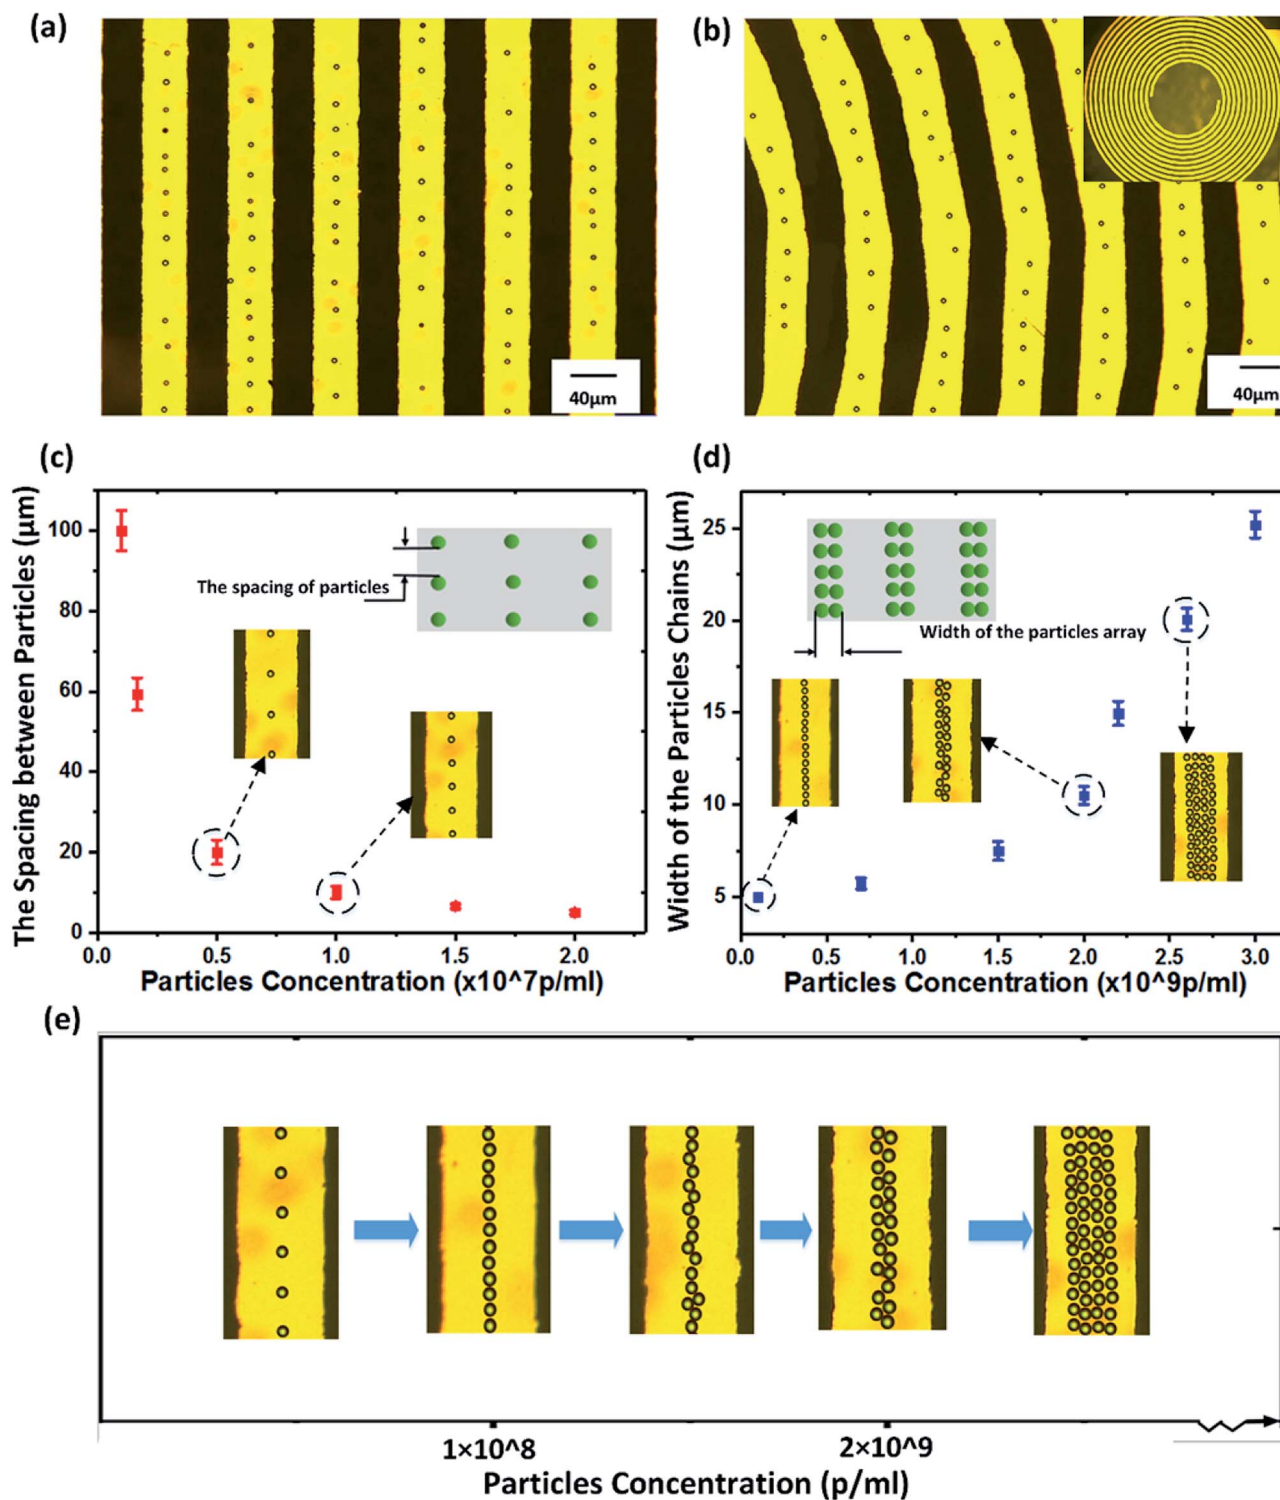 (a)
(b)
40μm
40μm
(c)
(d)
The Spacing between Particles (μm)
100
80
60
40
20
0
0.0 0.5 1.0 1.5 2.0
Particles Concentration (x10^7p/ml)
The spacing of particles
Width of the Particles Chains (μm)
25
20
15
10
5
0.0 0.5 1.0 1.5 2.0 2.5 3.0
Particles Concentration (x10^9p/ml)
Width of the particles array
(e)
1×10^8
2×10^9
Particles Concentration (p/ml)